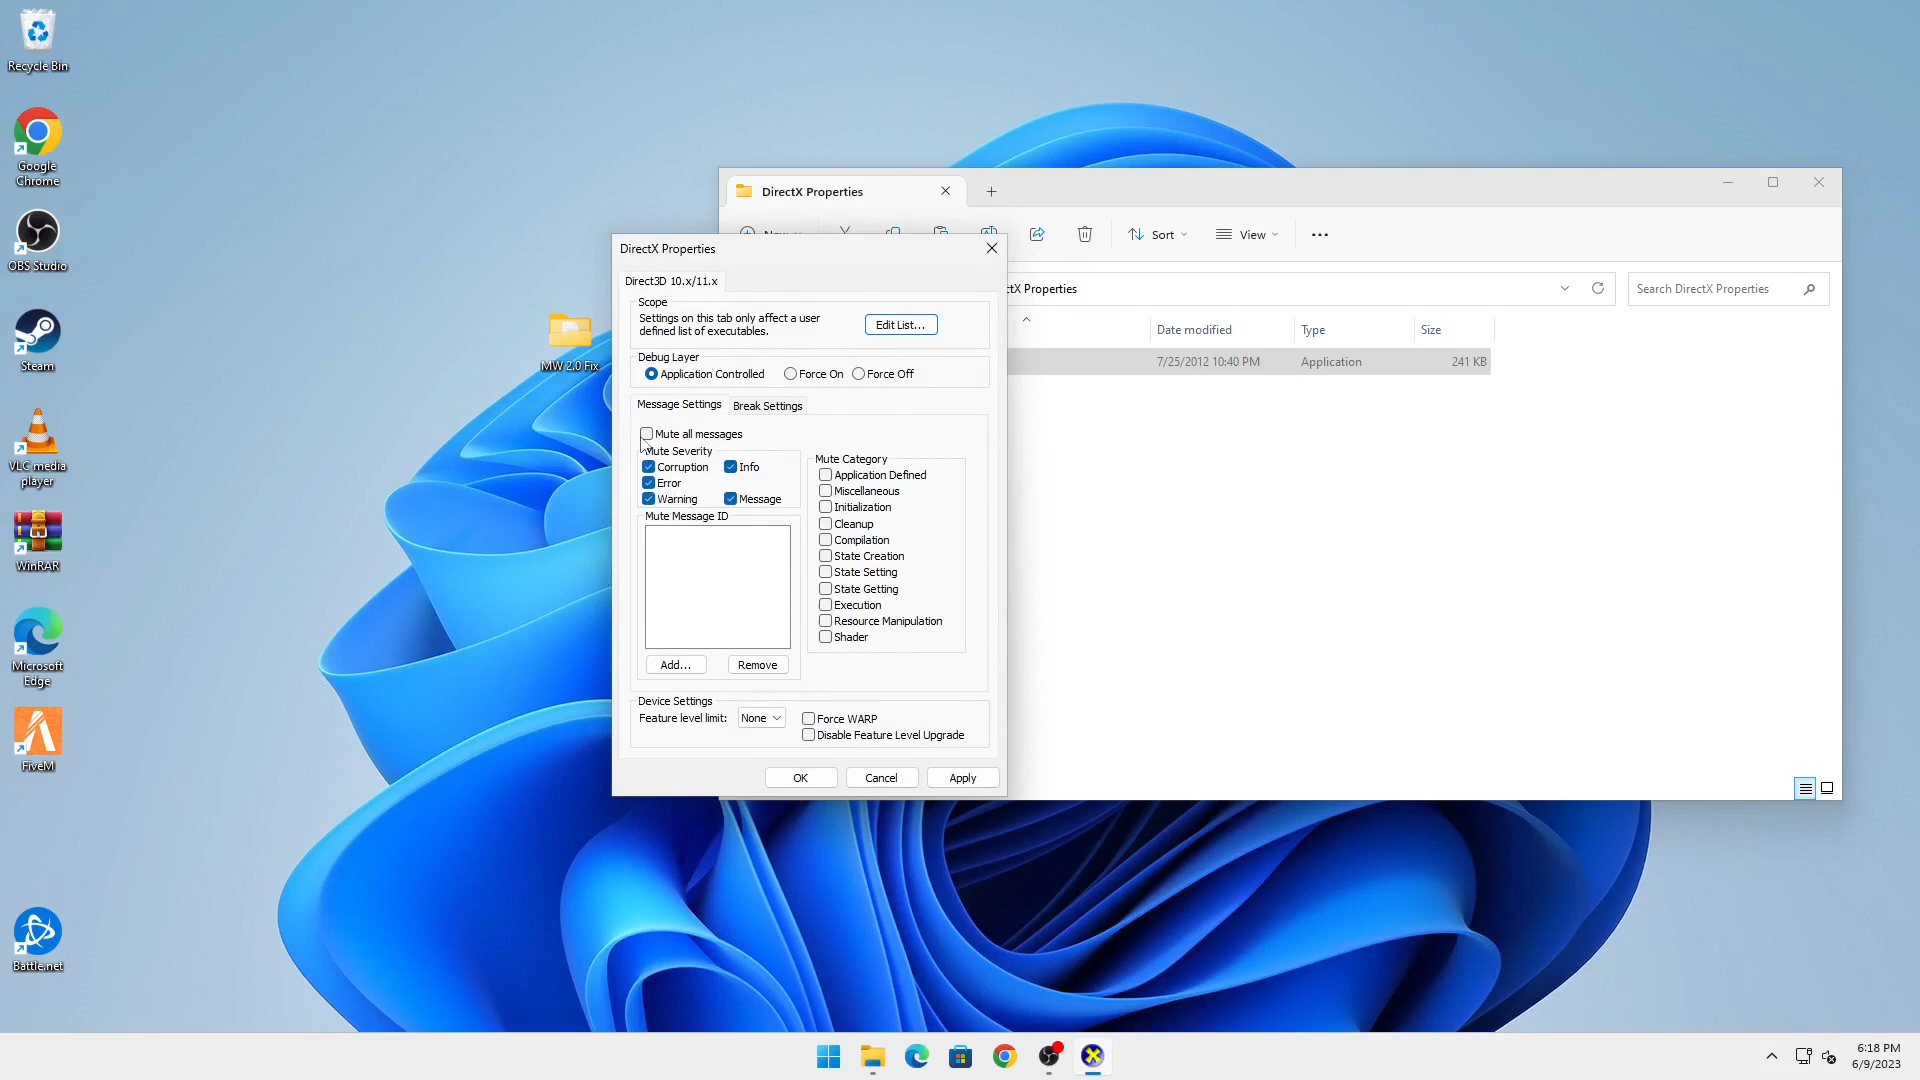 Recycle Bin
Google
Chrome
OBS Studio
Steam
VLC media
player
WinRAR
Microsoft
Edge
FiveM
Battle.net
MW 2.0 Fix
DirectX Properties
Sort
View
ctX Properties
Search DirectX Properties
Date modified
Type
Size
7/25/2012 10:40 PM
Application
241 KB
DirectX Properties
Direct3D 10.x/11.x
Scope
Settings on this tab only affect a user
defined list of executables.
Edit List...
Debug Layer
Application Controlled
Force On
Force Off
Message Settings
Break Settings
Mute all messages
Mute Severity
Corruption
Info
Error
Warning
Message
Mute Message ID
Add...
Remove
Mute Category
Application Defined
Miscellaneous
Initialization
Cleanup
Compilation
State Creation
State Setting
State Getting
Execution
Resource Manipulation
Shader
Device Settings
Feature level limit:
None
Force WARP
Disable Feature Level Upgrade
OK
Cancel
Apply
6:18 PM
6/9/2023